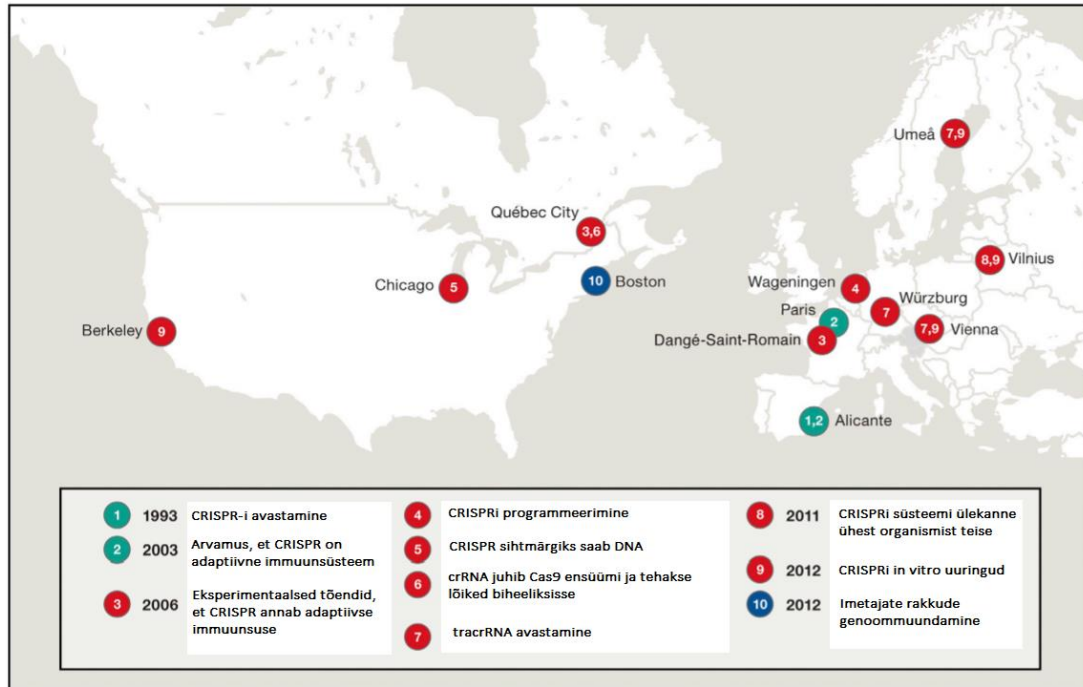 Umeå
7,9
Québec City
3,6
Vilnius
8,9
Chicago
5
10
Boston
Wageningen
4
Würzburg
7
Paris
2
Berkeley
9
Vienna
7,9
Dangé-Saint-Romain
3
1,2
Alicante
1 1993 CRISPR-i avastamine
2 2003 Arvamus, et CRISPR on
adaptiivne immuunsüsteem
3 2006 Eksperimentaalsed tõendid,
et CRISPR annab adaptiivse
immuunsuse
4 CRISPRi programmeerimine
5 CRISPR sihtmärgiks saab DNA
6 crRNA juhib Cas9 ensüümi ja tehakse
lõiked biheeliksisse
7 tracrRNA avastamine
8 2011 CRISPRi süsteemi ülekanne
ühest organismist teise
9 2012 CRISPRi in vitro uuringud
10 2012 Imetajate rakkude
genoommuundamine